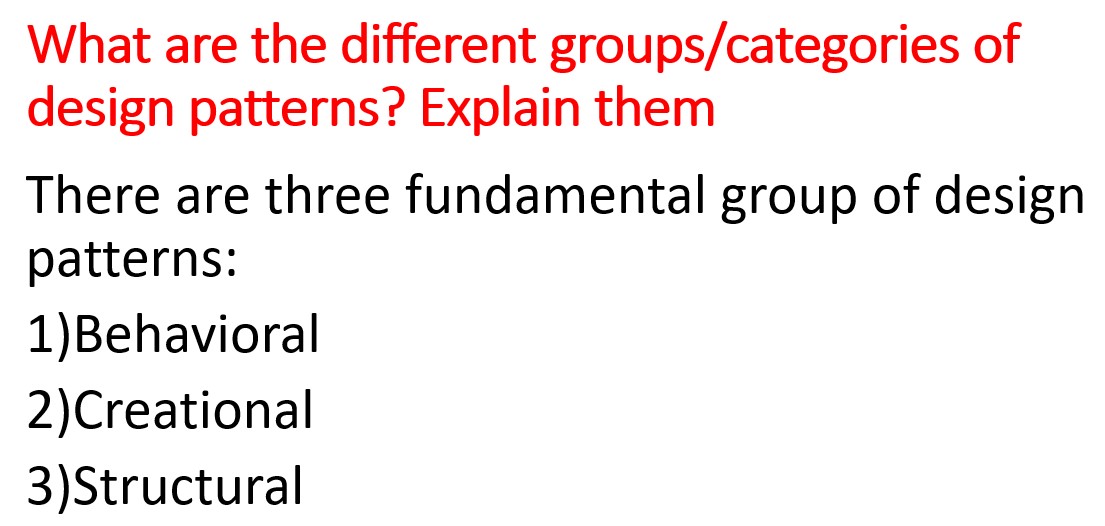 What are the different groups/categories of
design patterns? Explain them
There are three fundamental group of design
patterns:
1)Behavioral
2)Creational
3)Structural